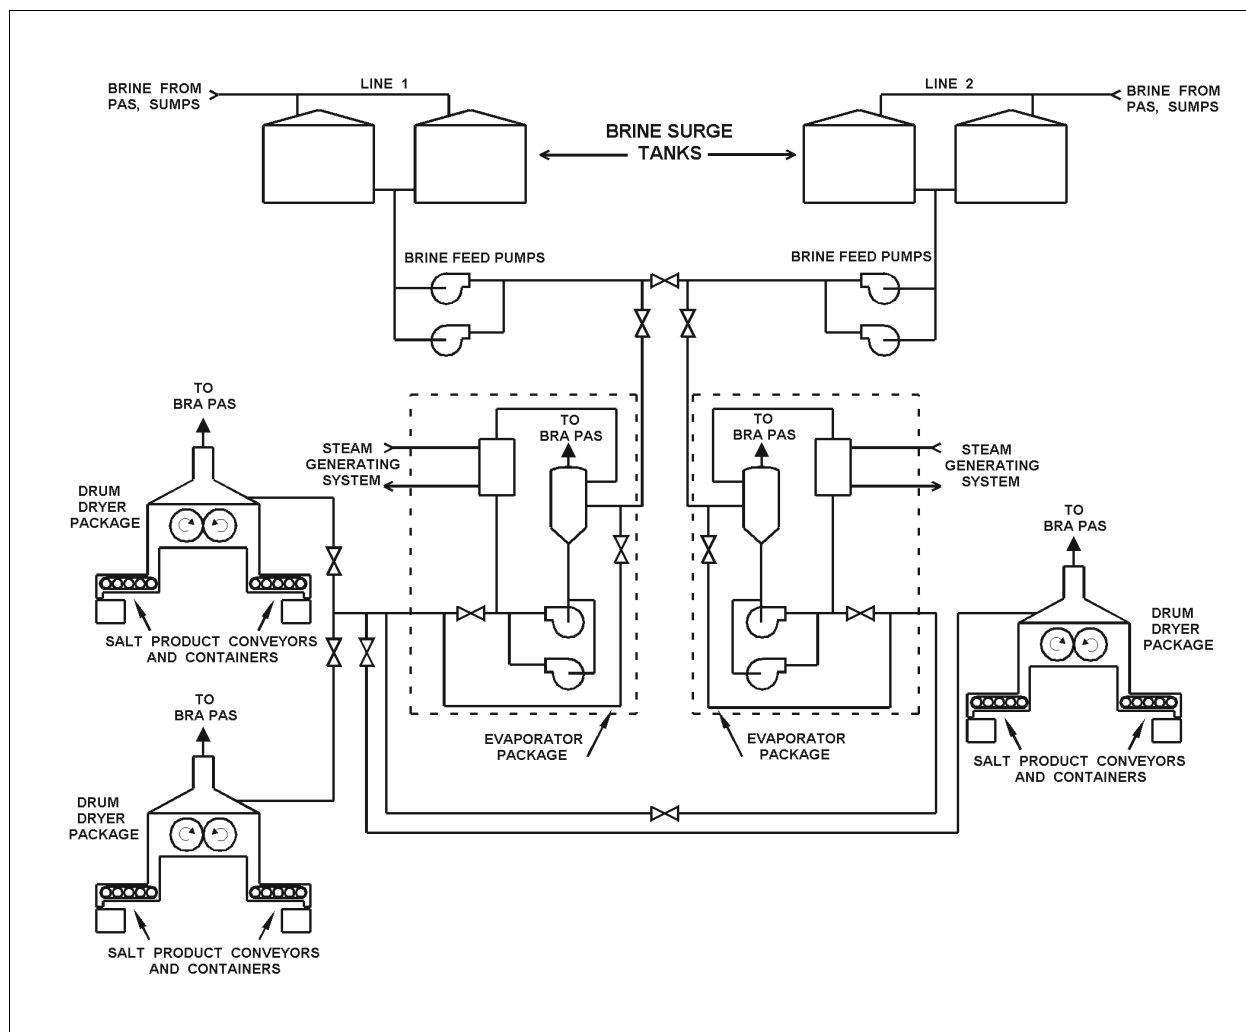 BRINE FROM
PAS, SUMPS
LINE 1
LINE 2
BRINE FROM
PAS, SUMPS
BRINE SURGE
TANKS
BRINE FEED PUMPS
BRINE FEED PUMPS
TO
BRA PAS
TO
BRA PAS
TO
BRA PAS
STEAM
GENERATING
SYSTEM
STEAM
GENERATING
SYSTEM
DRUM
DRYER
PACKAGE
TO
BRA PAS
SALT PRODUCT CONVEYORS
AND CONTAINERS
DRUM
DRYER
PACKAGE
TO
BRA PAS
EVAPORATOR
PACKAGE
EVAPORATOR
PACKAGE
SALT PRODUCT CONVEYORS
AND CONTAINERS
DRUM
DRYER
PACKAGE
SALT PRODUCT CONVEYORS
AND CONTAINERS